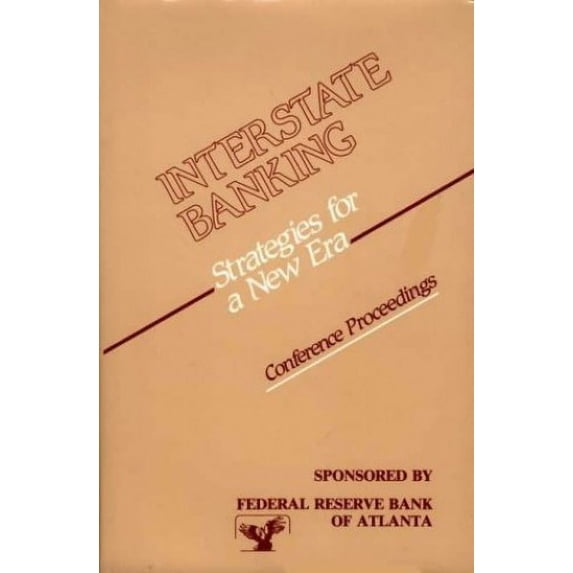 INTERSTATE
BANKING
Strategies for
a New Era
Conference Proceedings
SPONSORED BY
FEDERAL RESERVE BANK
OF ATLANTA